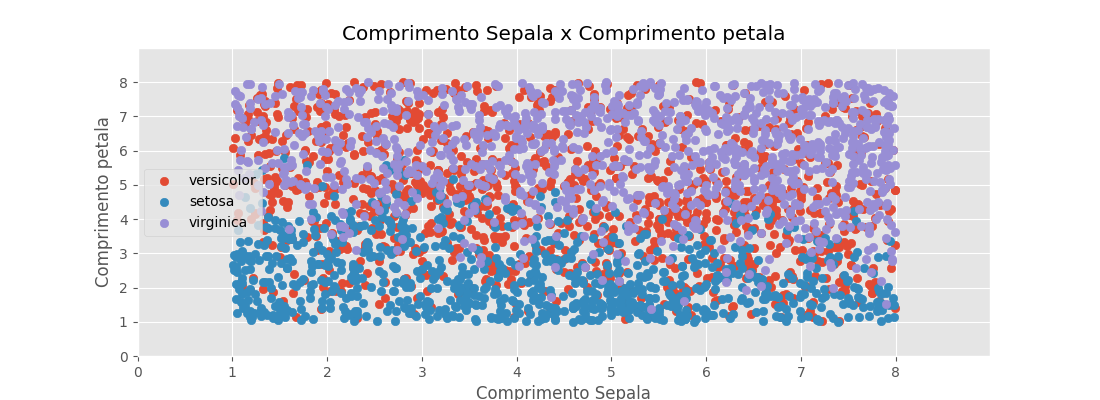 Comprimento Sepala x Comprimento petala
Comprimento petala
8
7
6
5
4
3
2
1
0
versicolor
setosa
virginica
0 1 2 3 4 5 6 7 8
Comprimento Sepala